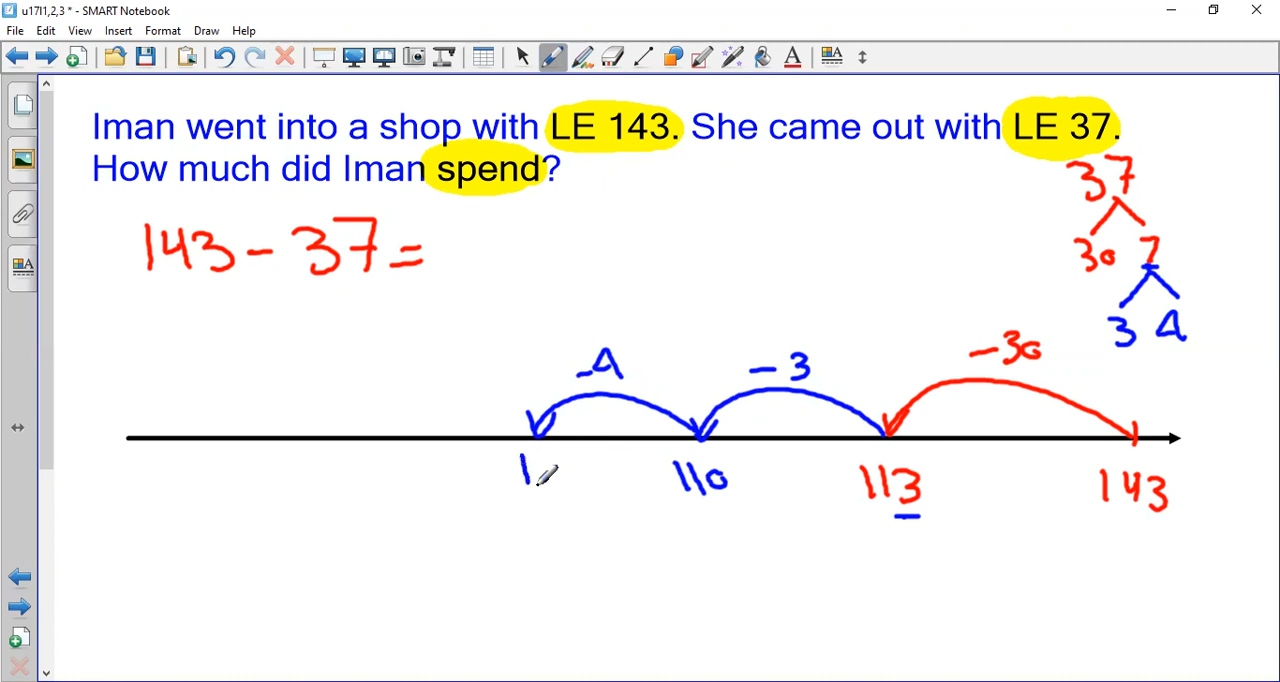 u17l1,2,3 * - SMART Notebook
File Edit View Insert Format Draw Help
Iman went into a shop with LE 143. She came out with LE 37.
How much did Iman spend?
37
143 - 37 =
30 7
3 4
-4 -3 -30
1
110 113 143